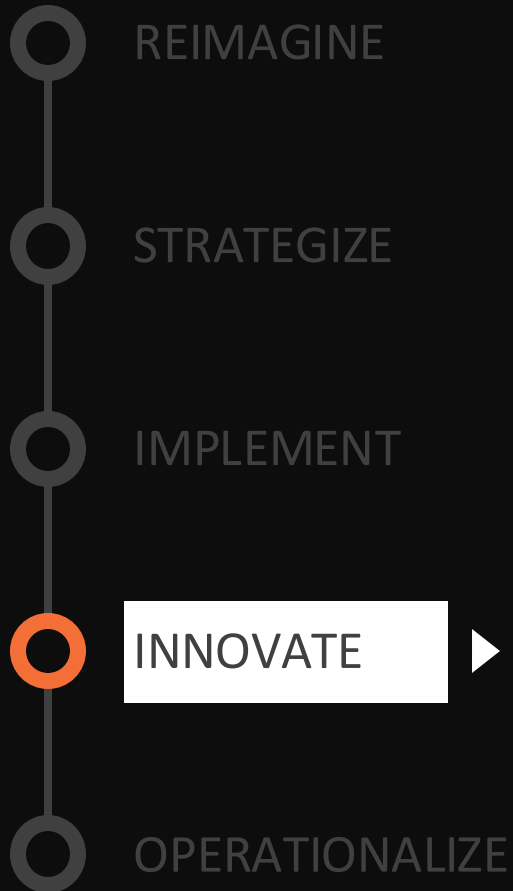 REIMAGINE
STRATEGIZE
IMPLEMENT
INNOVATE
OPERATIONALIZE